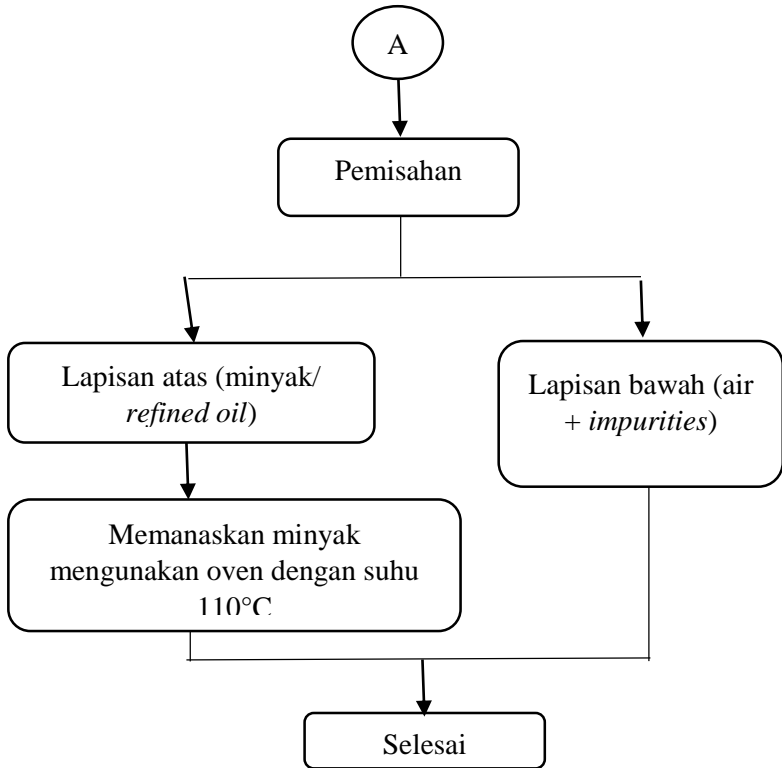 A
Pemisahan
Lapisan atas (minyak/
refined oil)
Lapisan bawah (air
+ impurities)
Memanaskan minyak
mengunakan oven dengan suhu
110°C
Selesai